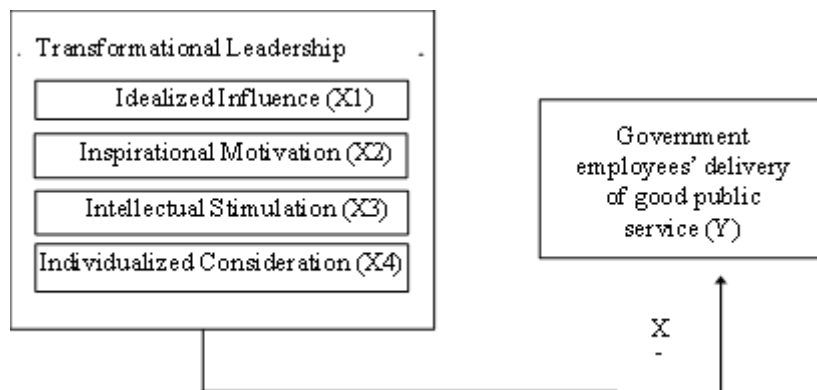 Transformational Leadership
Idealized Influence (X1)
Inspirational Motivation (X2)
Intellectual Stimulation (X3)
Individualized Consideration (X4)
Government
employees’ delivery
of good public
service (Y)
X